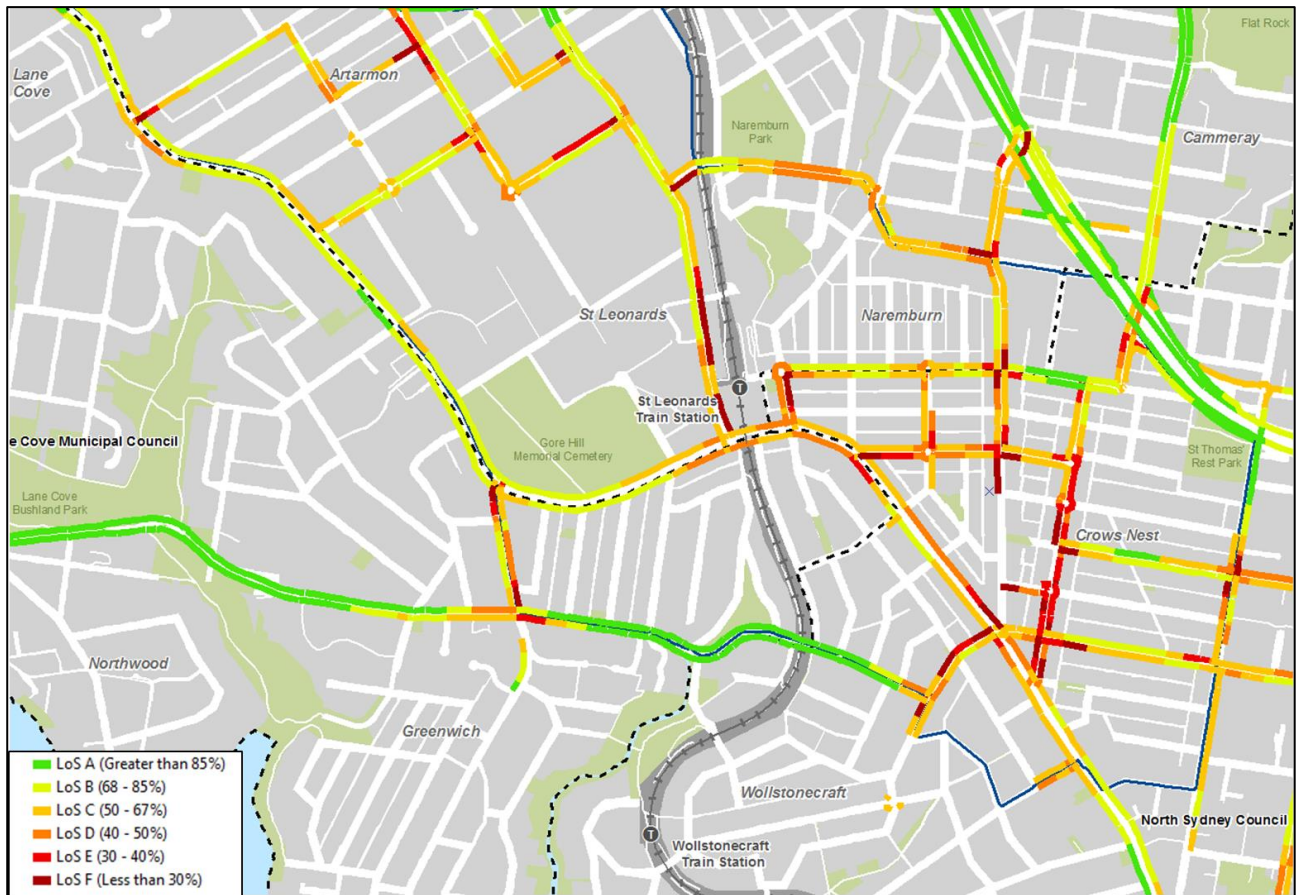 Flat Rock
Lane
Cove
Artarmon
Naremburn
Park
Cammeray
St Leonards
Naremburn
T
St Leonards
Train Station
e Cove Municipal Council
Gore Hill
Memorial Cemetery
St Thomas'
Rest Park
Lane Cove
Bushland Park
Crows Nest
Northwood
Greenwich
Wollstonecraft
North Sydney Council
T
Wollstonecraft
Train Station
LoS A (Greater than 85%)
LoS B (68 - 85%)
LoS C (50 - 67%)
LoS D (40 - 50%)
LoS E (30 - 40%)
LoS F (Less than 30%)